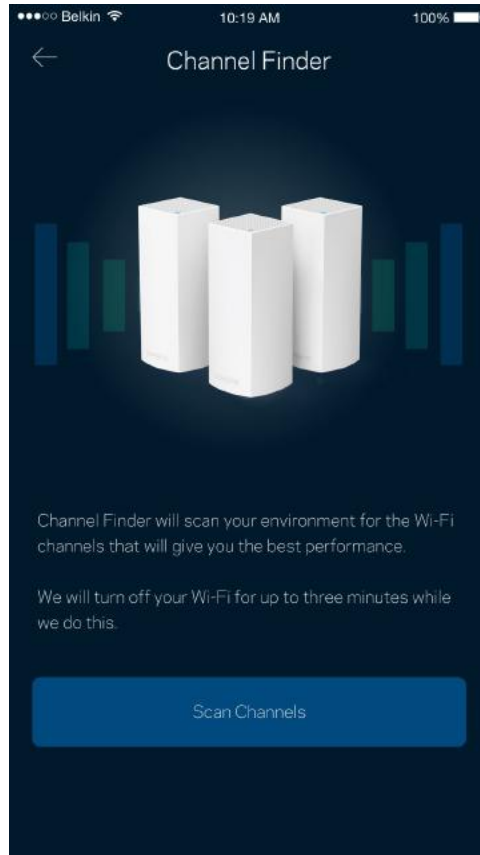 Belkin 10:19 AM 100%
Channel Finder
Channel Finder will scan your environment for the Wi-Fi
channels that will give you the best performance.
We will turn off your Wi-Fi for up to three minutes while
we do this.
Scan Channels